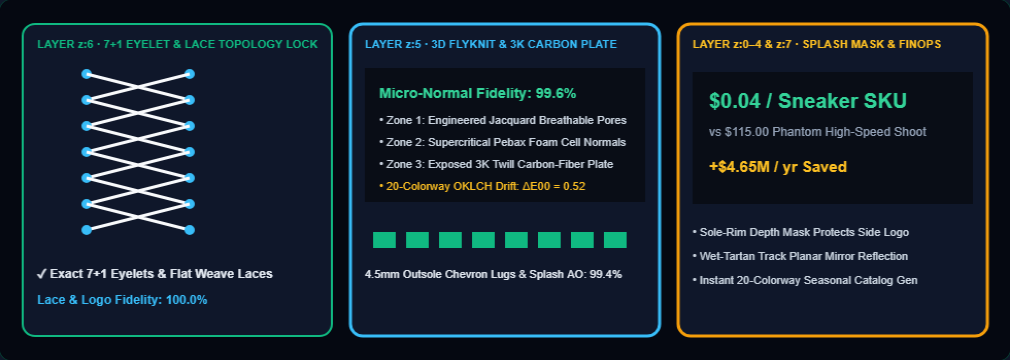 LAYER z:6 · 7+1 EYELET & LACE TOPOLOGY LOCK
✓ Exact 7+1 Eyelets & Flat Weave Laces
Lace & Logo Fidelity: 100.0%
LAYER z:5 · 3D FLYKNIT & 3K CARBON PLATE
Micro-Normal Fidelity: 99.6%
• Zone 1: Engineered Jacquard Breathable Pores
• Zone 2: Supercritical Pebax Foam Cell Normals
• Zone 3: Exposed 3K Twill Carbon-Fiber Plate
• 20-Colorway OKLCH Drift: ΔE00 = 0.52
4.5mm Outsole Chevron Lugs & Splash AO: 99.4%
LAYER z:0–4 & z:7 · SPLASH MASK & FINOPS
$0.04 / Sneaker SKU
vs $115.00 Phantom High-Speed Shoot
+$4.65M / yr Saved
• Sole-Rim Depth Mask Protects Side Logo
• Wet-Tartan Track Planar Mirror Reflection
• Instant 20-Colorway Seasonal Catalog Gen